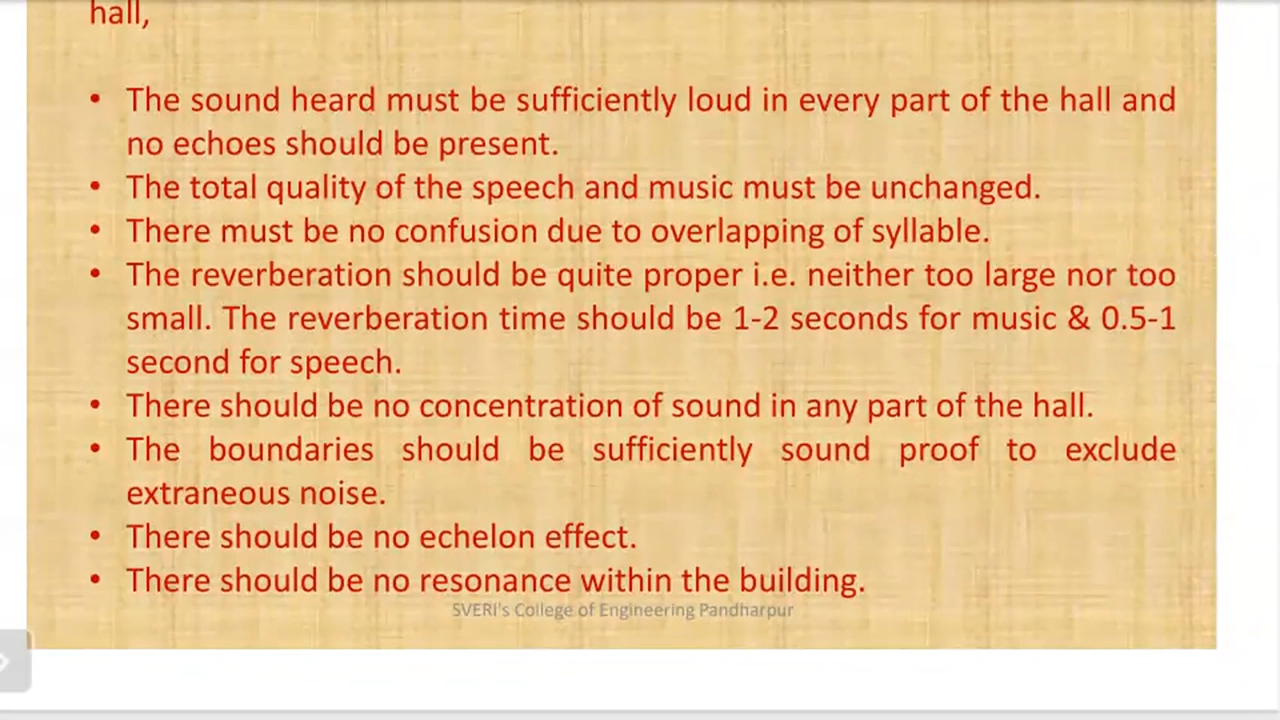 hall,
• The sound heard must be sufficiently loud in every part of the hall and
no echoes should be present.
• The total quality of the speech and music must be unchanged.
• There must be no confusion due to overlapping of syllable.
• The reverberation should be quite proper i.e. neither too large nor too
small. The reverberation time should be 1-2 seconds for music & 0.5-1
second for speech.
• There should be no concentration of sound in any part of the hall.
• The boundaries should be sufficiently sound proof to exclude
extraneous noise.
• There should be no echelon effect.
• There should be no resonance within the building.
SVERI's College of Engineering Pandharpur